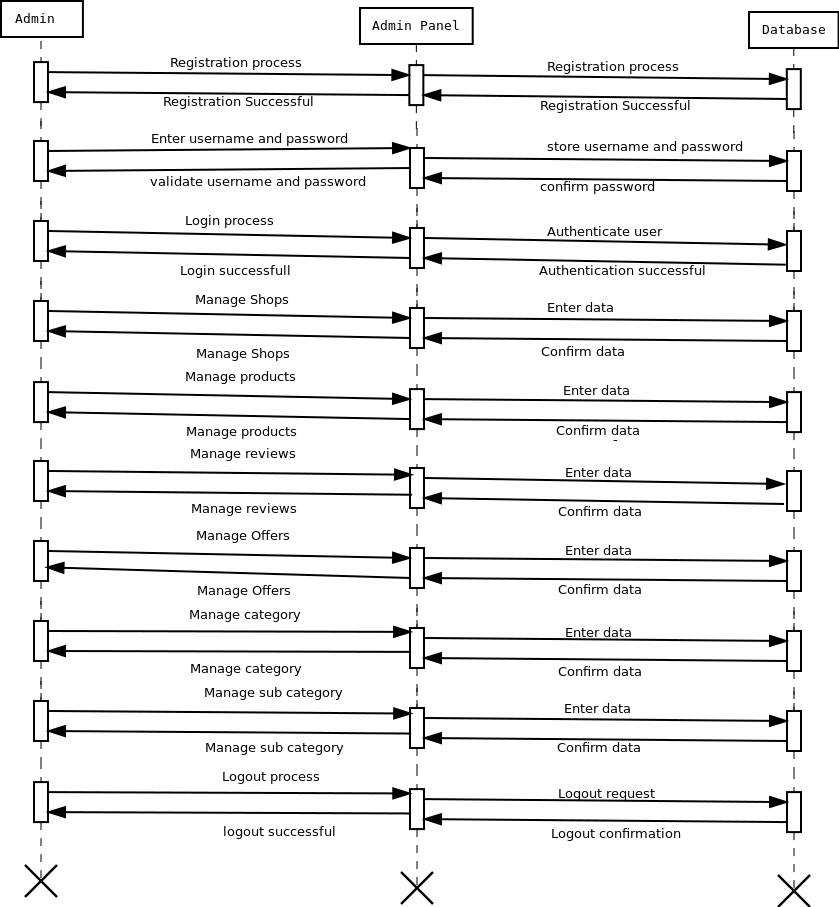 Admin
Admin Panel
Database
Registration process
Registration process
Registration Successful
Registration Successful
Enter username and password
store username and password
validate username and password
confirm password
Login process
Authenticate user
Login successfull
Authentication successful
Manage Shops
Enter data
Manage Shops
Confirm data
Manage products
Enter data
Manage products
Confirm data
-
Manage reviews
Enter data
Manage reviews
Confirm data
Manage Offers
Enter data
Manage Offers
Confirm data
Manage category
Enter data
Manage category
Confirm data
Manage sub category
Enter data
Manage sub category
Confirm data
Logout process
Logout request
logout successful
Logout confirmation